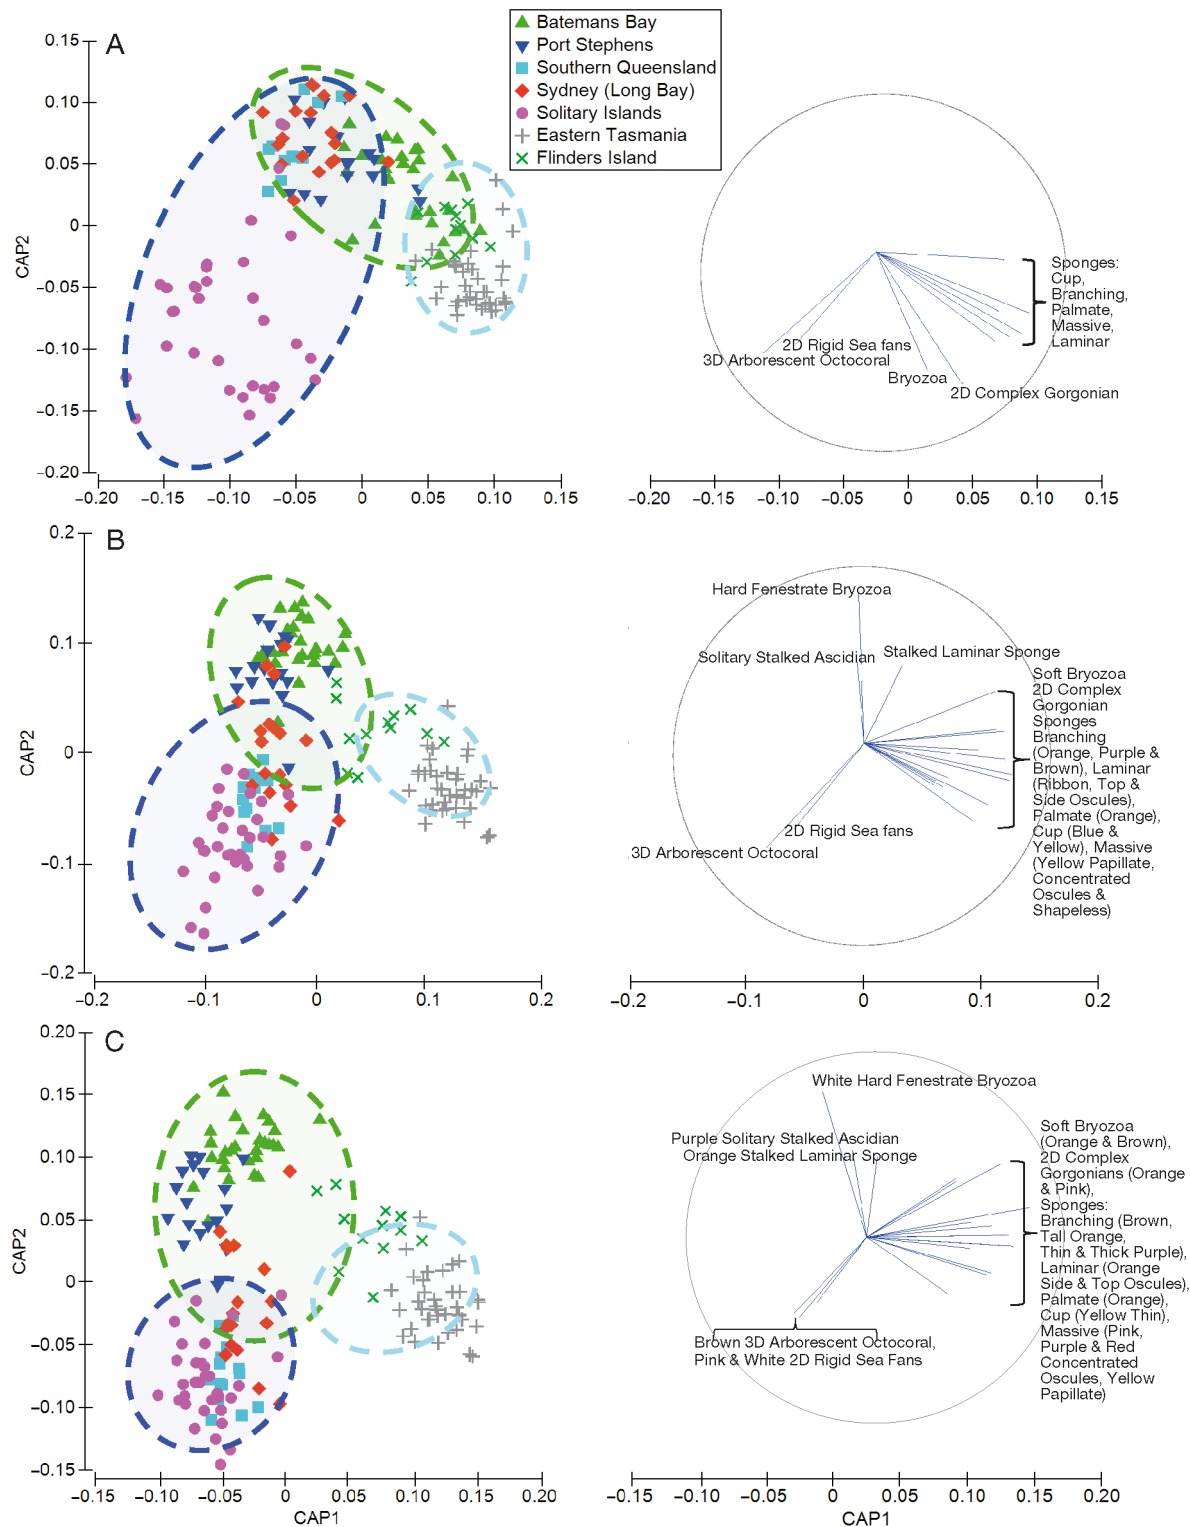 Batemans Bay
Port Stephens
Southern Queensland
Sydney (Long Bay)
Solitary Islands
Eastern Tasmania
Flinders Island
A
0.15
0.10
0.05
0
−0.05
−0.10
−0.15
−0.20
CAP2
−0.20 −0.15 −0.10 −0.05 0 0.05 0.10 0.15
Sponges:
Cup,
Branching,
Palmate,
Massive,
Laminar
2D Rigid Sea fans
3D Arborescent Octocoral
Bryozoa
2D Complex Gorgonian
−0.20 −0.15 −0.10 −0.05 0 0.05 0.10 0.15
B
0.2
0.1
0
−0.1
−0.2
CAP2
−0.2 −0.1 0 0.1 0.2
Hard Fenestrate Bryozoa
Solitary Stalked Ascidian
Stalked Laminar Sponge
Soft Bryozoa
2D Complex
Gorgonian
Sponges
Branching
(Orange, Purple &
Brown), Laminar
(Ribbon, Top &
Side Oscules),
Palmate (Orange),
Cup (Blue &
Yellow), Massive
(Yellow Papillate,
Concentrated
Oscules &
Shapeless)
2D Rigid Sea fans
3D Arborescent Octocoral
−0.2 −0.1 0 0.1 0.2
C
0.20
0.15
0.10
0.05
0
−0.05
−0.10
−0.15
CAP2
−0.15 −0.10 −0.05 0 0.05 0.10 0.15 0.20
CAP1
White Hard Fenestrate Bryozoa
Purple Solitary Stalked Ascidian
Orange Stalked Laminar Sponge
Soft Bryozoa
(Orange & Brown),
2D Complex
Gorgonians (Orange
& Pink),
Sponges:
Branching (Brown,
Tall Orange,
Thin & Thick Purple),
Laminar (Orange
Side & Top Oscules),
Palmate (Orange),
Cup (Yellow Thin),
Massive (Pink,
Purple & Red
Concentrated
Oscules, Yellow
Papillate)
Brown 3D Arborescent Octocoral,
Pink & White 2D Rigid Sea Fans
−0.15 −0.10 −0.05 0 0.05 0.10 0.15 0.20
CAP1